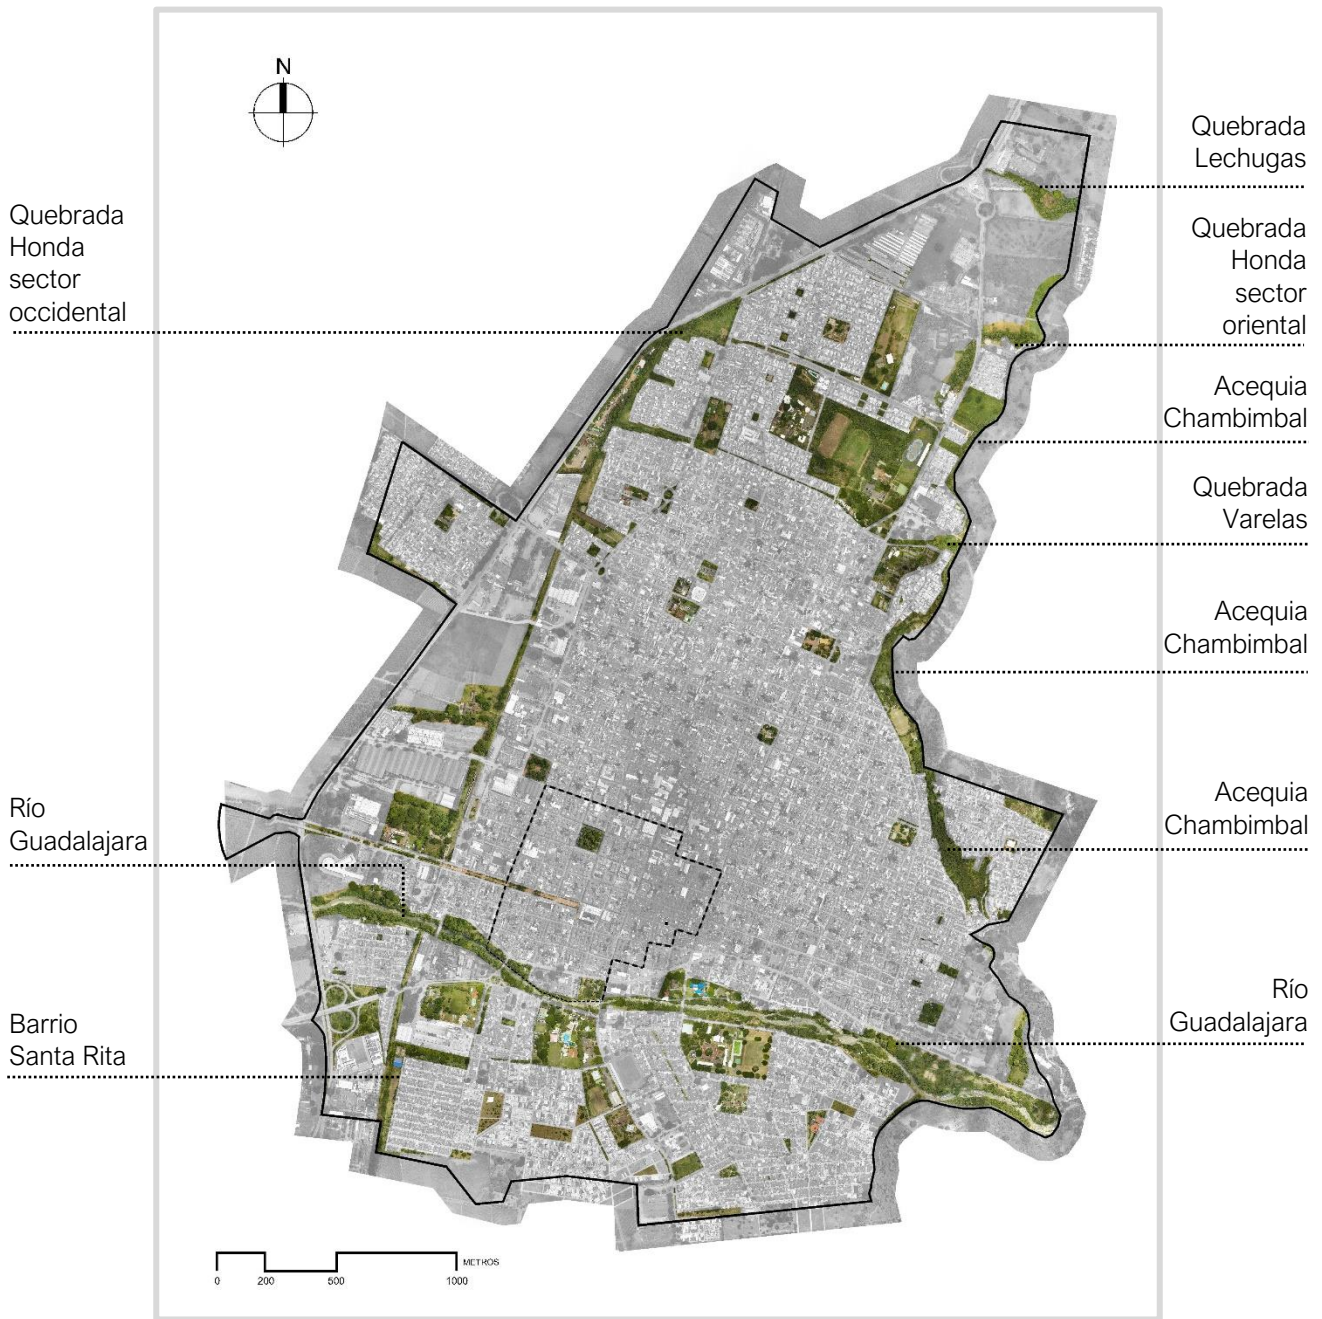 N
Quebrada
Lechugas
Quebrada
Honda
sector
occidental
Quebrada
Honda
sector
oriental
Acequia
Chambimbal
Quebrada
Varelas
Acequia
Chambimbal
Río
Guadalajara
Acequia
Chambimbal
Río
Guadalajara
Barrio
Santa Rita
METROS
0 200 500 1000